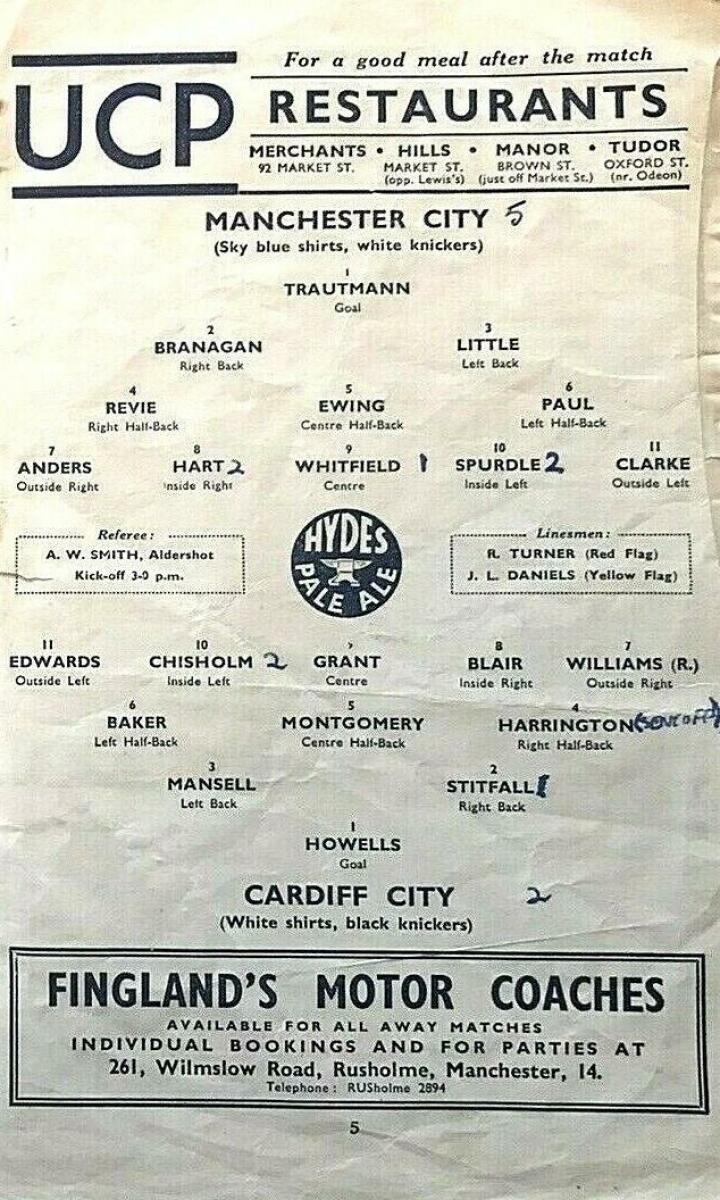 For a good meal after the match
UCP RESTAURANTS
MERCHANTS • HILLS • MANOR • TUDOR
92 MARKET ST. MARKET ST. BROWN ST. OXFORD ST.
(opp. Lewis's) (just off Market St.) (nr. Odeon)
MANCHESTER CITY 5
(Sky blue shirts, white knickers)
1
TRAUTMANN
Goal
2 3
BRANAGAN LITTLE
Right Back Left Back
4 5 6
REVIE EWING PAUL
Right Half-Back Centre Half-Back Left Half-Back
7 8 9 10 11
ANDERS HART 2 WHITFIELD 1 SPURDLE 2 CLARKE
Outside Right Inside Right Centre Inside Left Outside Left
Referee: Linesmen:
A. W. SMITH, Aldershot R. TURNER (Red Flag)
Kick-off 3-0 p.m. J. L. DANIELS (Yellow Flag)
HYDES
PALE ALE
11 10 8 7
EDWARDS CHISHOLM 2 GRANT BLAIR WILLIAMS (R.)
Outside Left Inside Left Centre Inside Right Outside Right
6 5 4
BAKER MONTGOMERY HARRINGTON (SENT OFF)
Left Half-Back Centre Half-Back Right Half-Back
3 2
MANSELL STITFALL
Left Back Right Back
1
HOWELLS
Goal
CARDIFF CITY 2
(White shirts, black knickers)
FINGLAND'S MOTOR COACHES
AVAILABLE FOR ALL AWAY MATCHES
INDIVIDUAL BOOKINGS AND FOR PARTIES AT
261, Wilmslow Road, Rusholme, Manchester, 14.
Telephone: RUSholme 2894
5